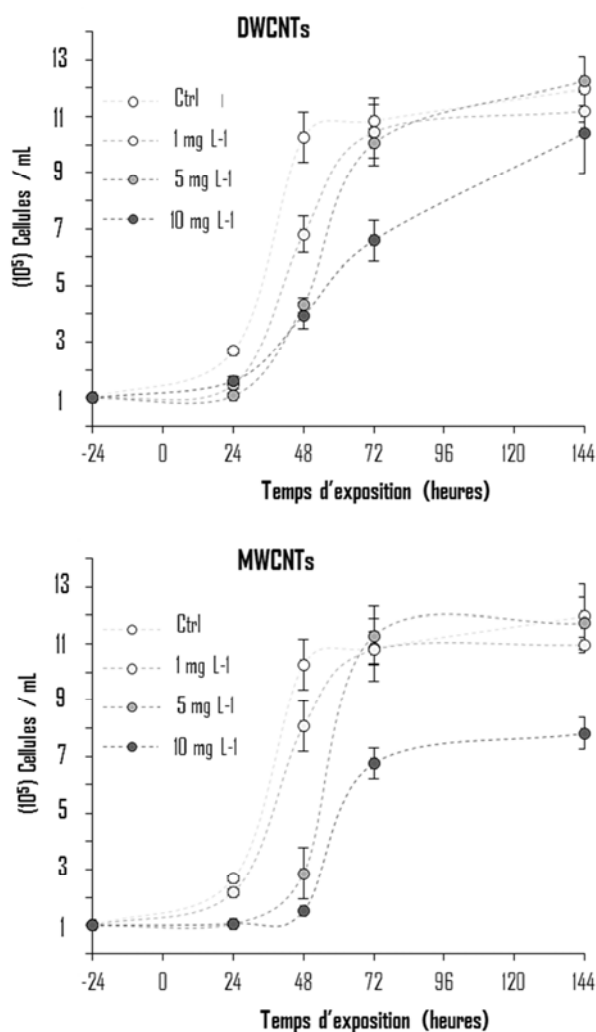 DWCNTs
13
11
9
7
5
3
1
(10⁵) Cellules / mL
Ctrl
1 mg L-1
5 mg L-1
10 mg L-1
-24 0 24 48 72 96 120 144
Temps d'exposition (heures)
MWCNTs
13
11
9
7
5
3
1
(10⁵) Cellules / mL
Ctrl
1 mg L-1
5 mg L-1
10 mg L-1
-24 0 24 48 72 96 120 144
Temps d'exposition (heures)